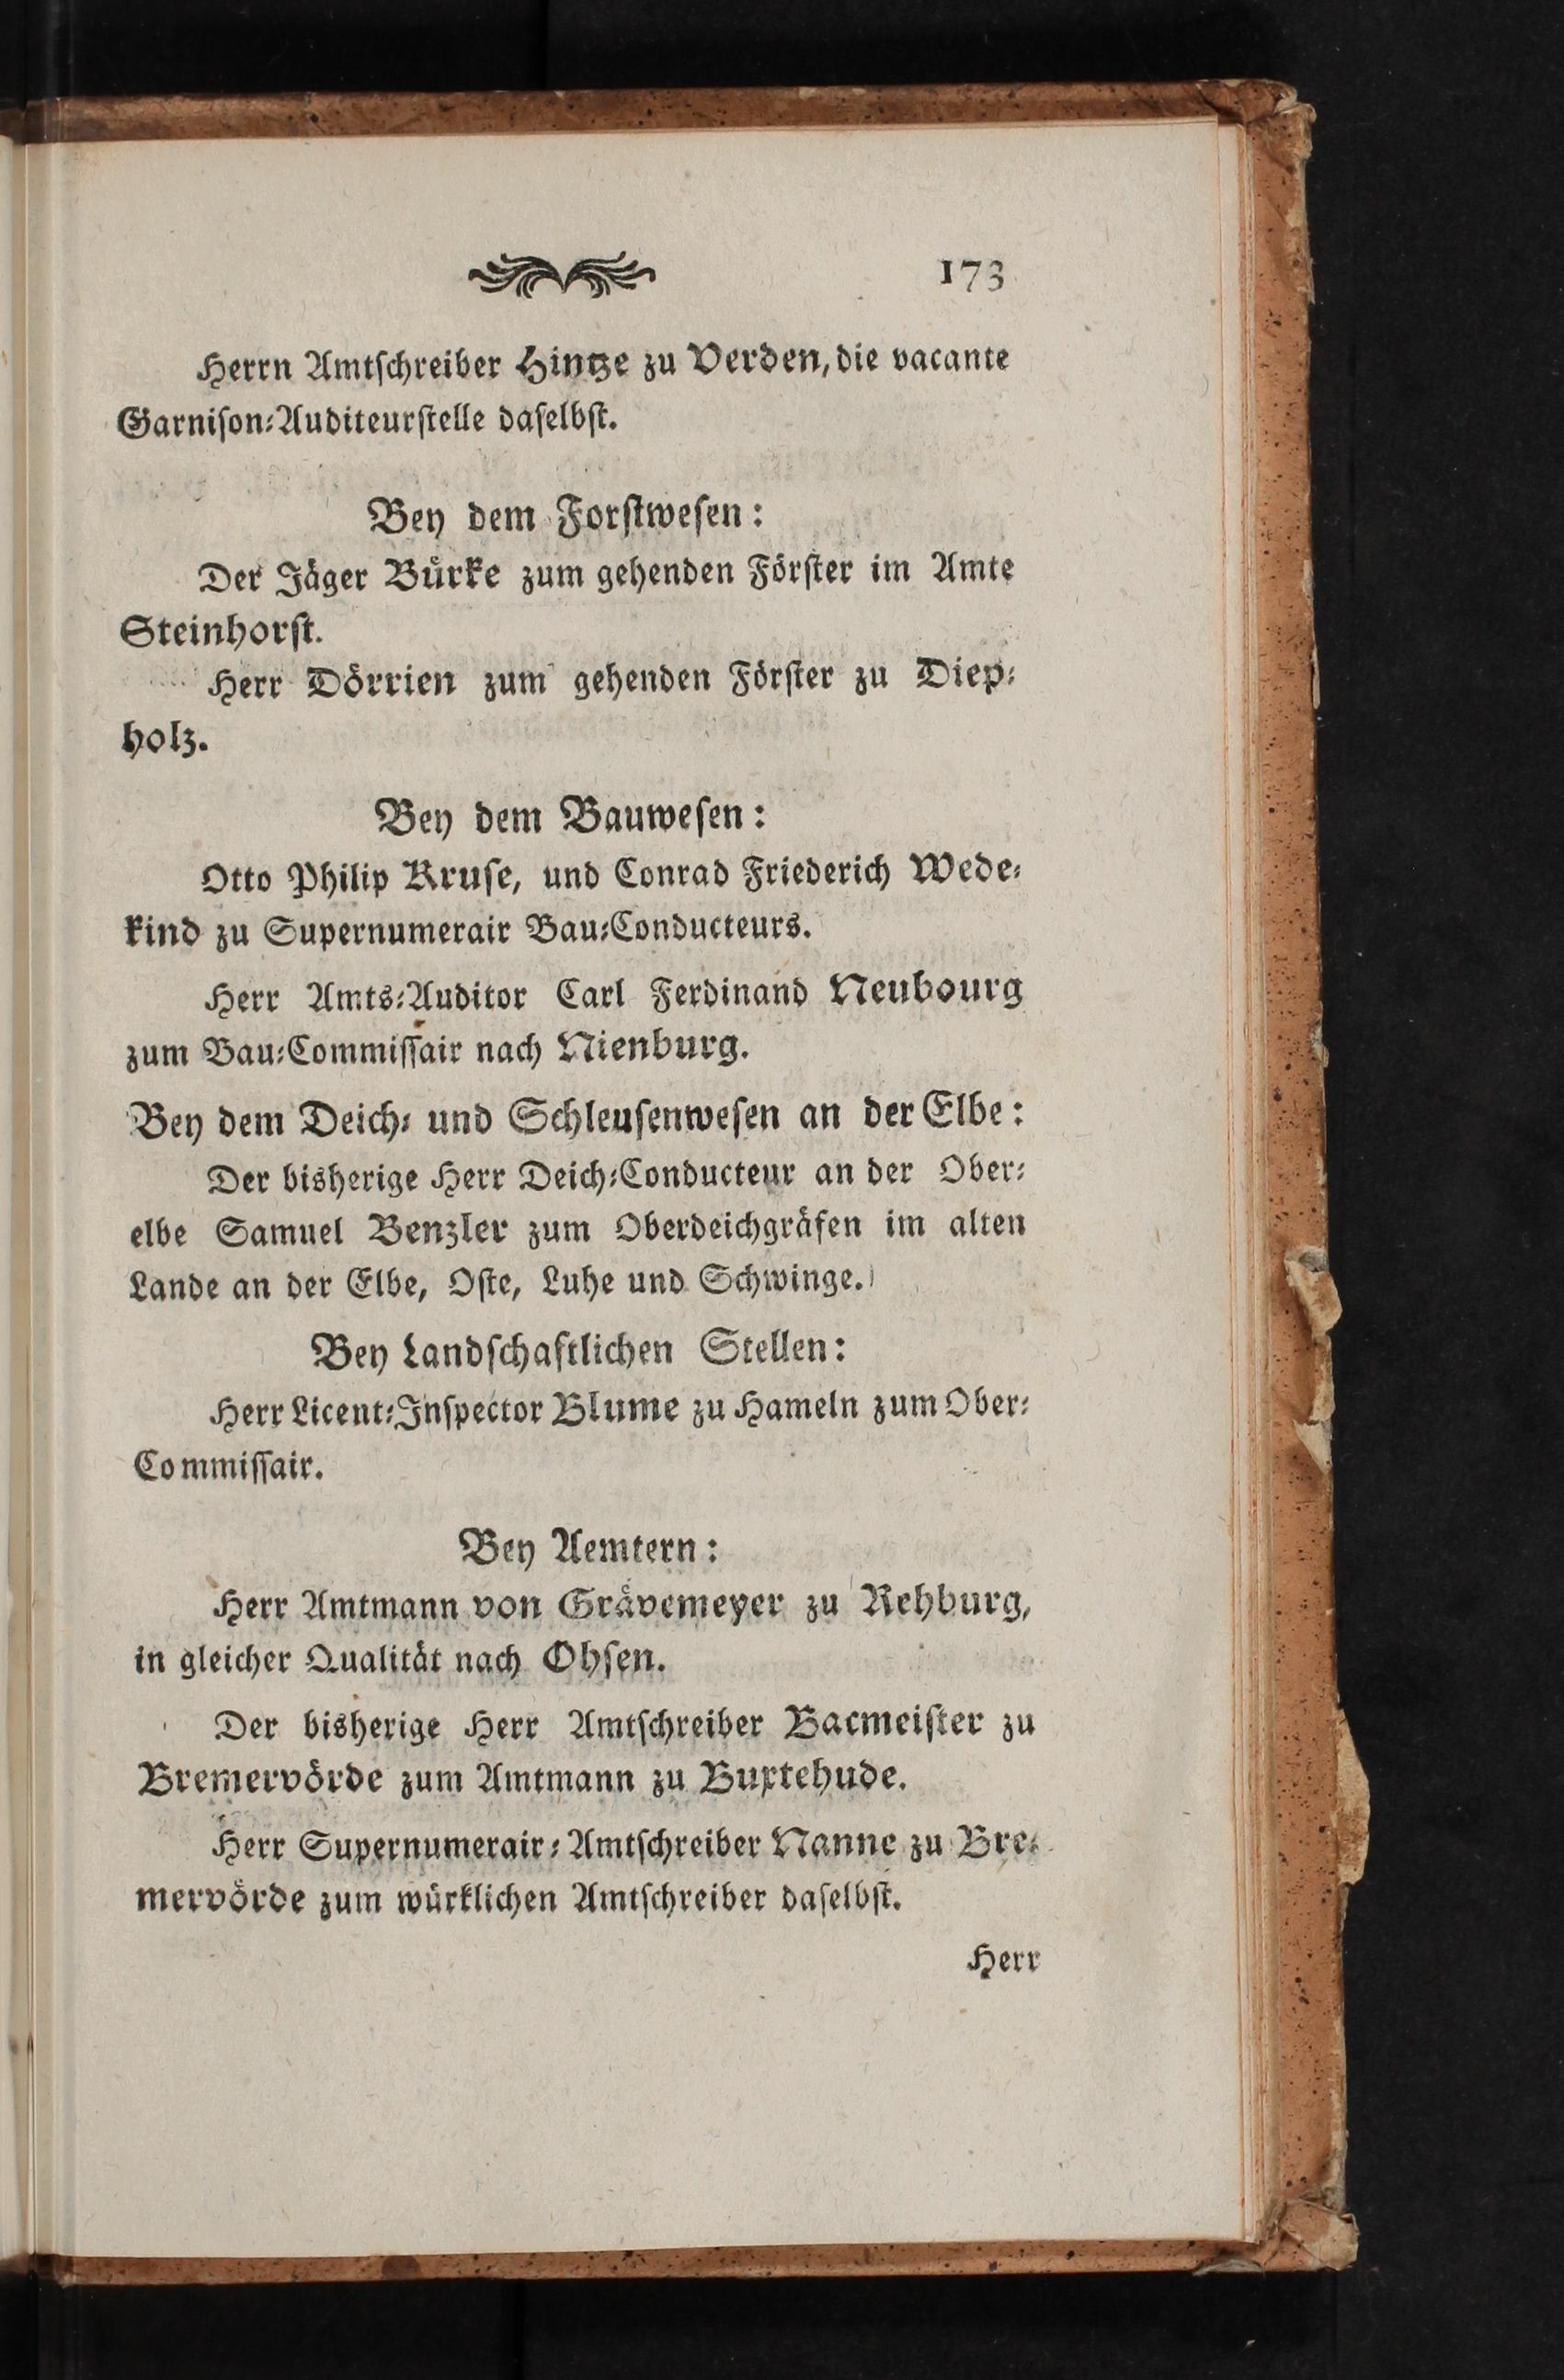 173
Herrn Amtſchreiber Hintze zu Verden, die vacante
Garniſon⸗Auditeurſtelle daſelbſt.
Bey dem Forſtweſen:
Der Jäger Bürke zum gehenden Förſter im Amte
Steinhorſt.
Herr Dörrien zum gehenden Förſter zu Diep⸗
holz.
Bey dem Bauweſen:
Otto Philip Kruſe, und Conrad Friederich Wede⸗
kind zu Supernumerair Bau⸗Conducteurs.
Herr Amts⸗Auditor Carl Ferdinand Neubourg
zum Bau⸗Commiſſair nach Nienburg.
Bey dem Deich⸗ und Schleuſenweſen an der Elbe:
Der bisherige Herr Deich⸗Conducteur an der Ober⸗
elbe Samuel Benzler zum Oberdeichgräfen im alten
Lande an der Elbe, Oſte, Luhe und Schwinge.
Bey Landſchaftlichen Stellen:
Herr Licent⸗Inſpector Blume zu Hameln zum Ober⸗
Commiſſair.
Bey Aemtern:
Herr Amtmann von Grävemeyer zu Rehburg,
in gleicher Qualität nach Ohſen.
Der bisherige Herr Amtſchreiber Bacmeiſter zu
Bremervörde zum Amtmann zu Buxtehude.
Herr Supernumerair⸗Amtſchreiber Nanne zu Bre⸗
mervörde zum würklichen Amtſchreiber daſelbſt.
Herr